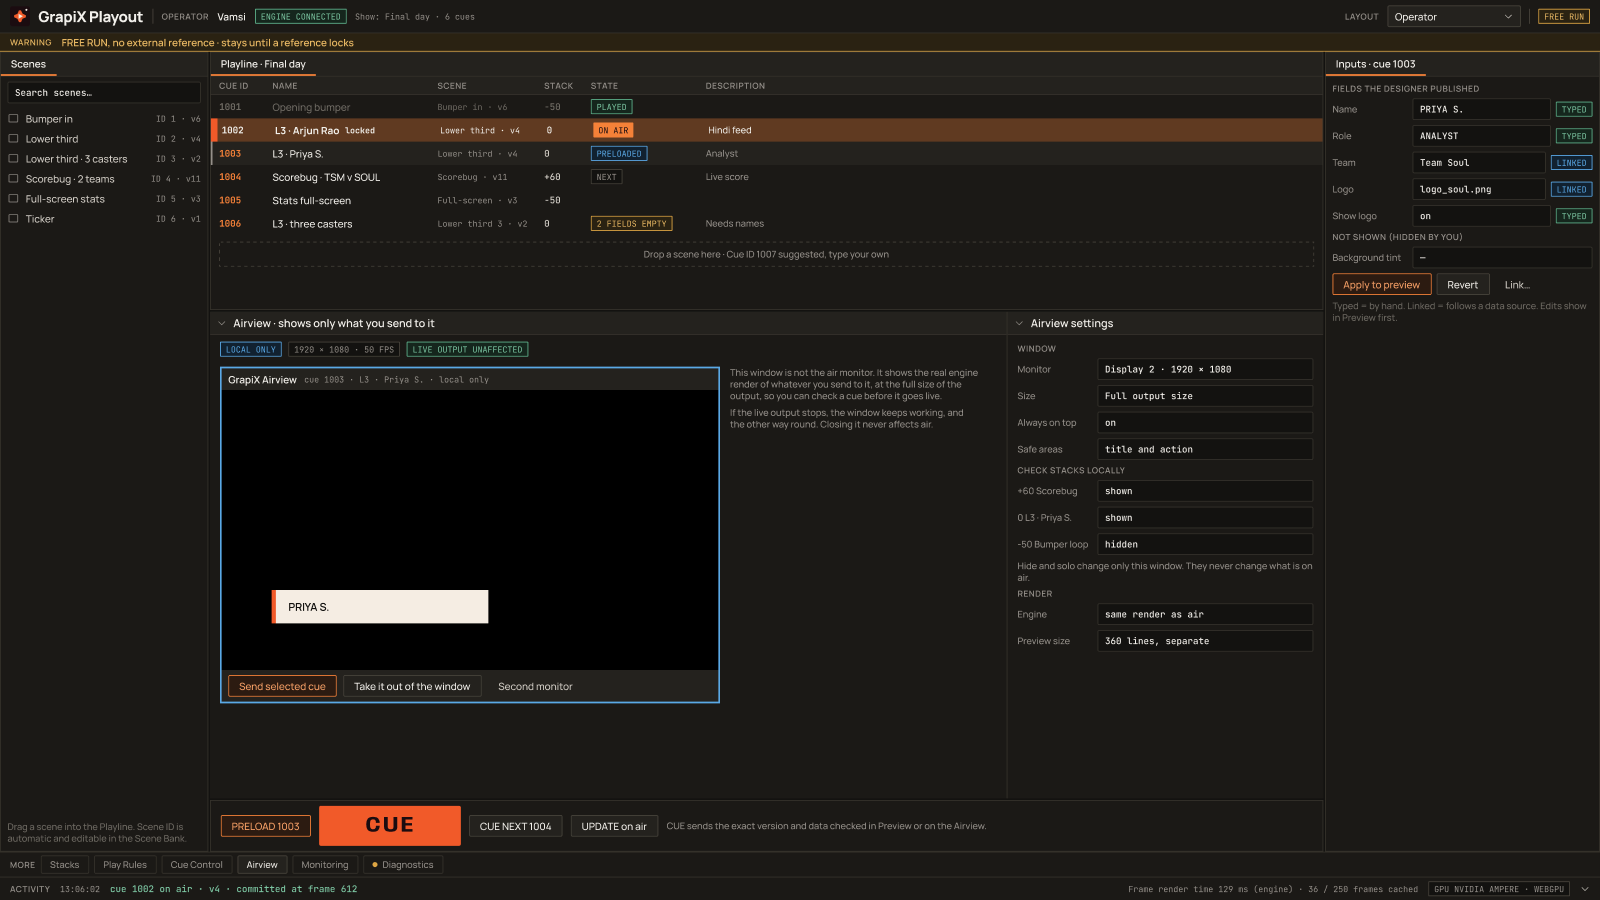 GrapiX Playout OPERATOR Vamsi ENGINE CONNECTED Show: Final day · 6 cues LAYOUT Operator FREE RUN
WARNING FREE RUN, no external reference · stays until a reference locks
Scenes
Search scenes…
Bumper in ID 1 · v6
Lower third ID 2 · v4
Lower third · 3 casters ID 3 · v2
Scorebug · 2 teams ID 4 · v11
Full-screen stats ID 5 · v3
Ticker ID 6 · v1
Drag a scene into the Playline. Scene ID is
automatic and editable in the Scene Bank.
Playline · Final day
CUE ID NAME SCENE STACK STATE DESCRIPTION
1001 Opening bumper Bumper in · v6 -50 PLAYED
1002 L3 · Arjun Rao locked Lower third · v4 0 ON AIR Hindi feed
1003 L3 · Priya S. Lower third · v4 0 PRELOADED Analyst
1004 Scorebug · TSM v SOUL Scorebug · v11 +60 NEXT Live score
1005 Stats full-screen Full-screen · v3 -50
1006 L3 · three casters Lower third 3 · v2 0 2 FIELDS EMPTY Needs names
Drop a scene here · Cue ID 1007 suggested, type your own
Airview · shows only what you send to it
LOCAL ONLY 1920 × 1080 · 50 FPS LIVE OUTPUT UNAFFECTED
GrapiX Airview cue 1003 · L3 · Priya S. · local only
PRIYA S.
Send selected cue Take it out of the window Second monitor
This window is not the air monitor. It shows the real engine
render of whatever you send to it, at the full size of the
output, so you can check a cue before it goes live.
If the live output stops, the window keeps working, and
the other way round. Closing it never affects air.
Airview settings
WINDOW
Monitor Display 2 · 1920 × 1080
Size Full output size
Always on top on
Safe areas title and action
CHECK STACKS LOCALLY
+60 Scorebug shown
0 L3 · Priya S. shown
-50 Bumper loop hidden
Hide and solo change only this window. They never change what is on
air.
RENDER
Engine same render as air
Preview size 360 lines, separate
Inputs · cue 1003
FIELDS THE DESIGNER PUBLISHED
Name PRIYA S. TYPED
Role ANALYST TYPED
Team Team Soul LINKED
Logo logo_soul.png LINKED
Show logo on TYPED
NOT SHOWN (HIDDEN BY YOU)
Background tint —
Apply to preview Revert Link…
Typed = by hand. Linked = follows a data source. Edits show
in Preview first.
PRELOAD 1003 CUE CUE NEXT 1004 UPDATE on air CUE sends the exact version and data checked in Preview or on the Airview.
MORE Stacks Play Rules Cue Control Airview Monitoring Diagnostics
ACTIVITY 13:06:02 cue 1002 on air · v4 · committed at frame 612 Frame render time 129 ms (engine) · 36 / 250 frames cached GPU NVIDIA AMPERE · WEBGPU